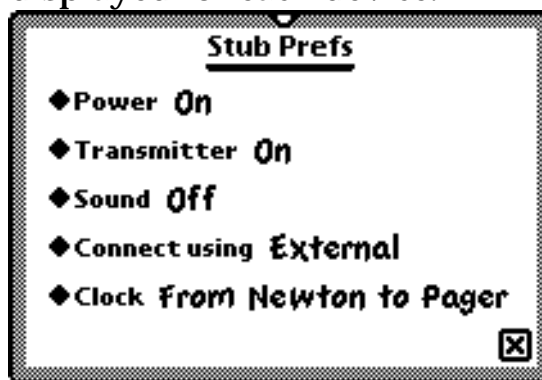 Stub Prefs
◆Power On
◆Transmitter On
◆Sound Off
◆Connect using External
◆Clock From Newton to Pager